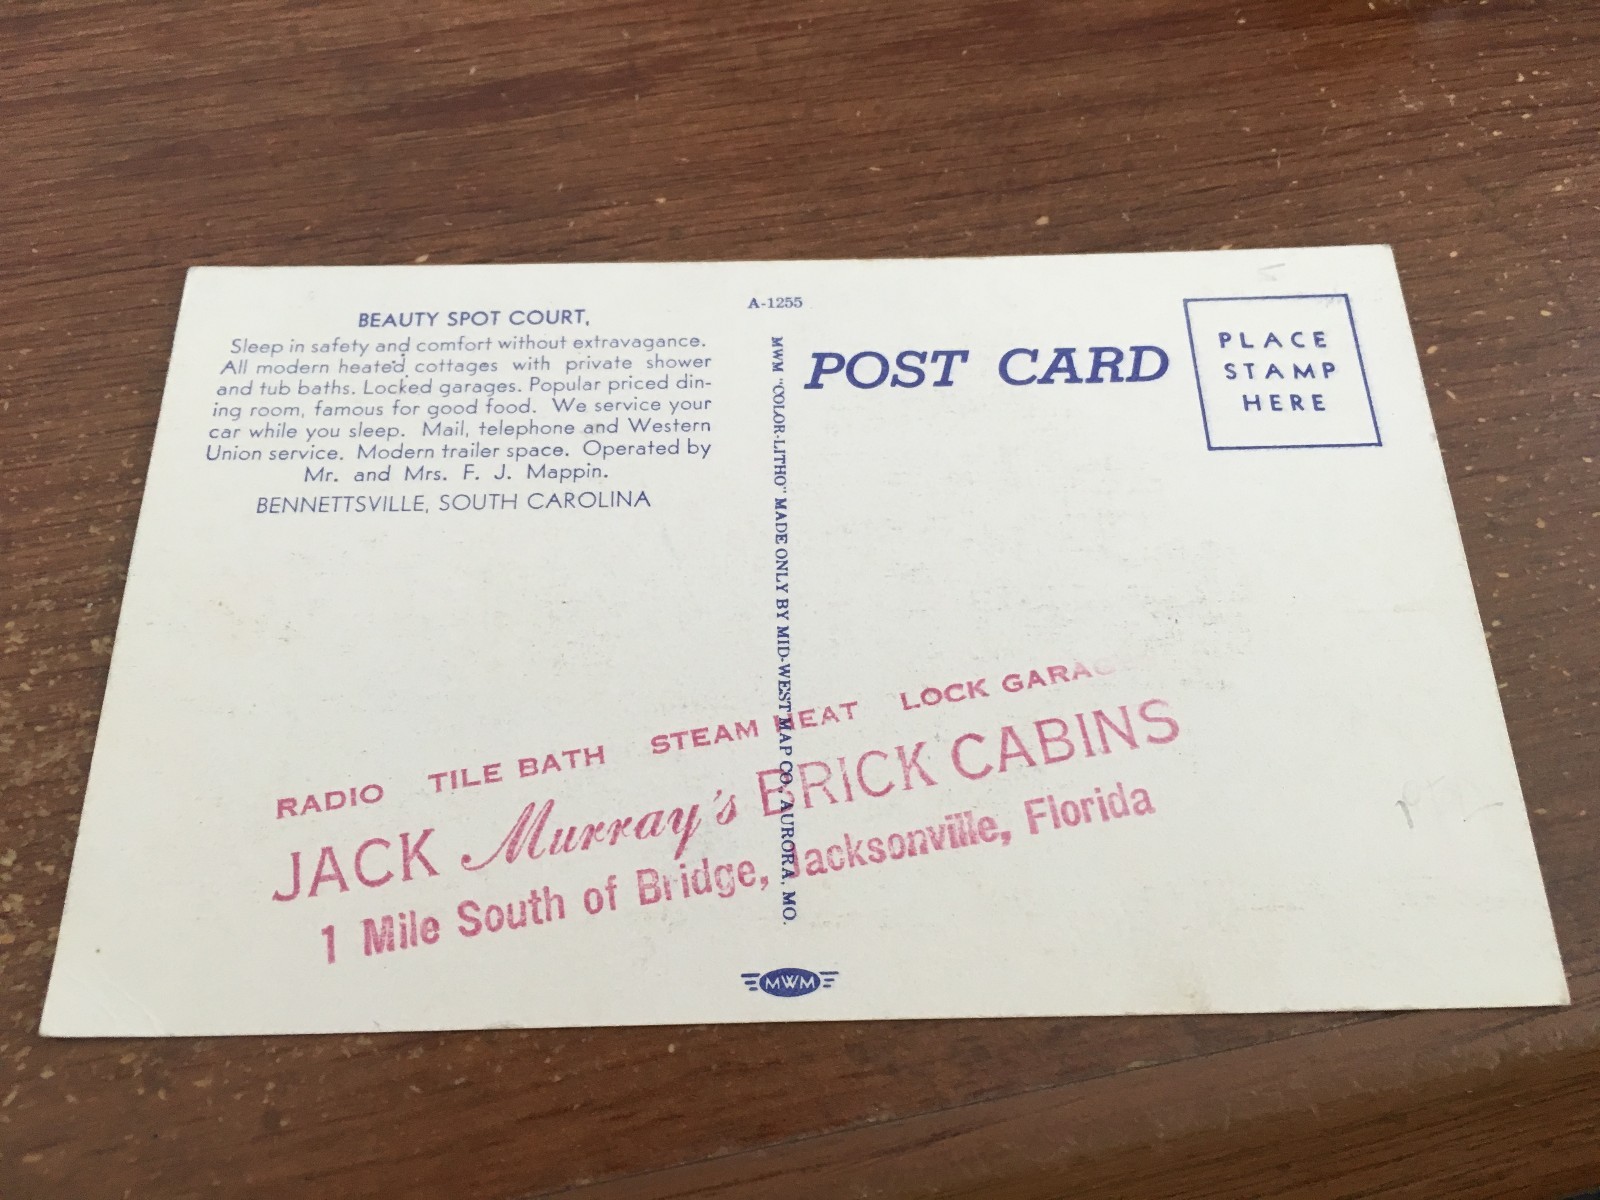 BEAUTY SPOT COURT,
Sleep in safety and comfort without extravagance.
All modern heated cottages with private shower
and tub baths. Locked garages. Popular priced din-
ing room, famous for good food. We service your
car while you sleep. Mail, telephone and Western
Union service. Modern trailer space. Operated by
Mr. and Mrs. F. J. Mappin.
BENNETTSVILLE, SOUTH CAROLINA
A-1255
MWM "COLOR-LITHO" MADE ONLY BY MID-WEST MAP CO., AURORA, MO.
POST CARD
PLACE
STAMP
HERE
RADIO TILE BATH STEAM HEAT LOCK GARAG
JACK Murray's BRICK CABINS
1 Mile South of Bridge, Jacksonville, Florida
MWM